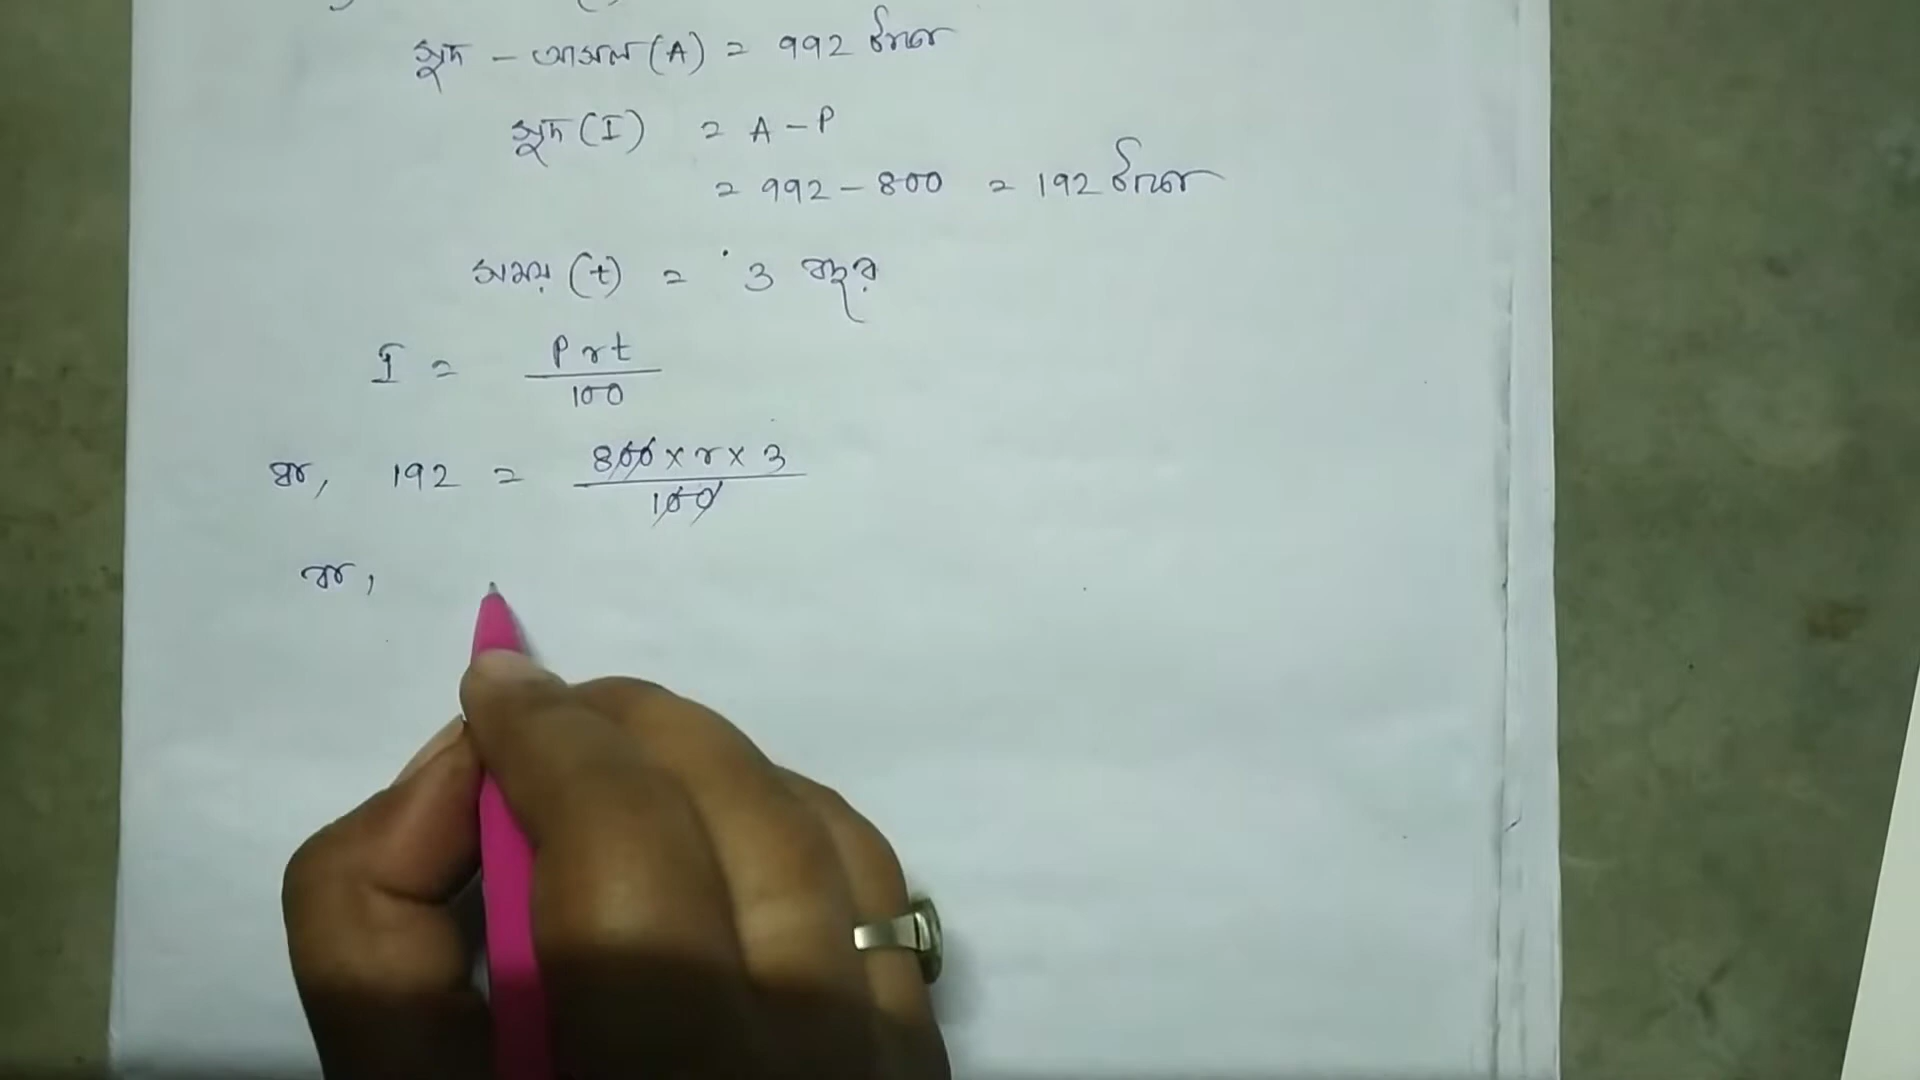 সুদ - আসল (A) = 992 টাকা
সুদ (I) = A - P
= 992 - 800 = 192 টাকা
সময় (t) = 3 বছর
I = Prt / 100
বা, 192 = 800 × r × 3 / 100
বা,